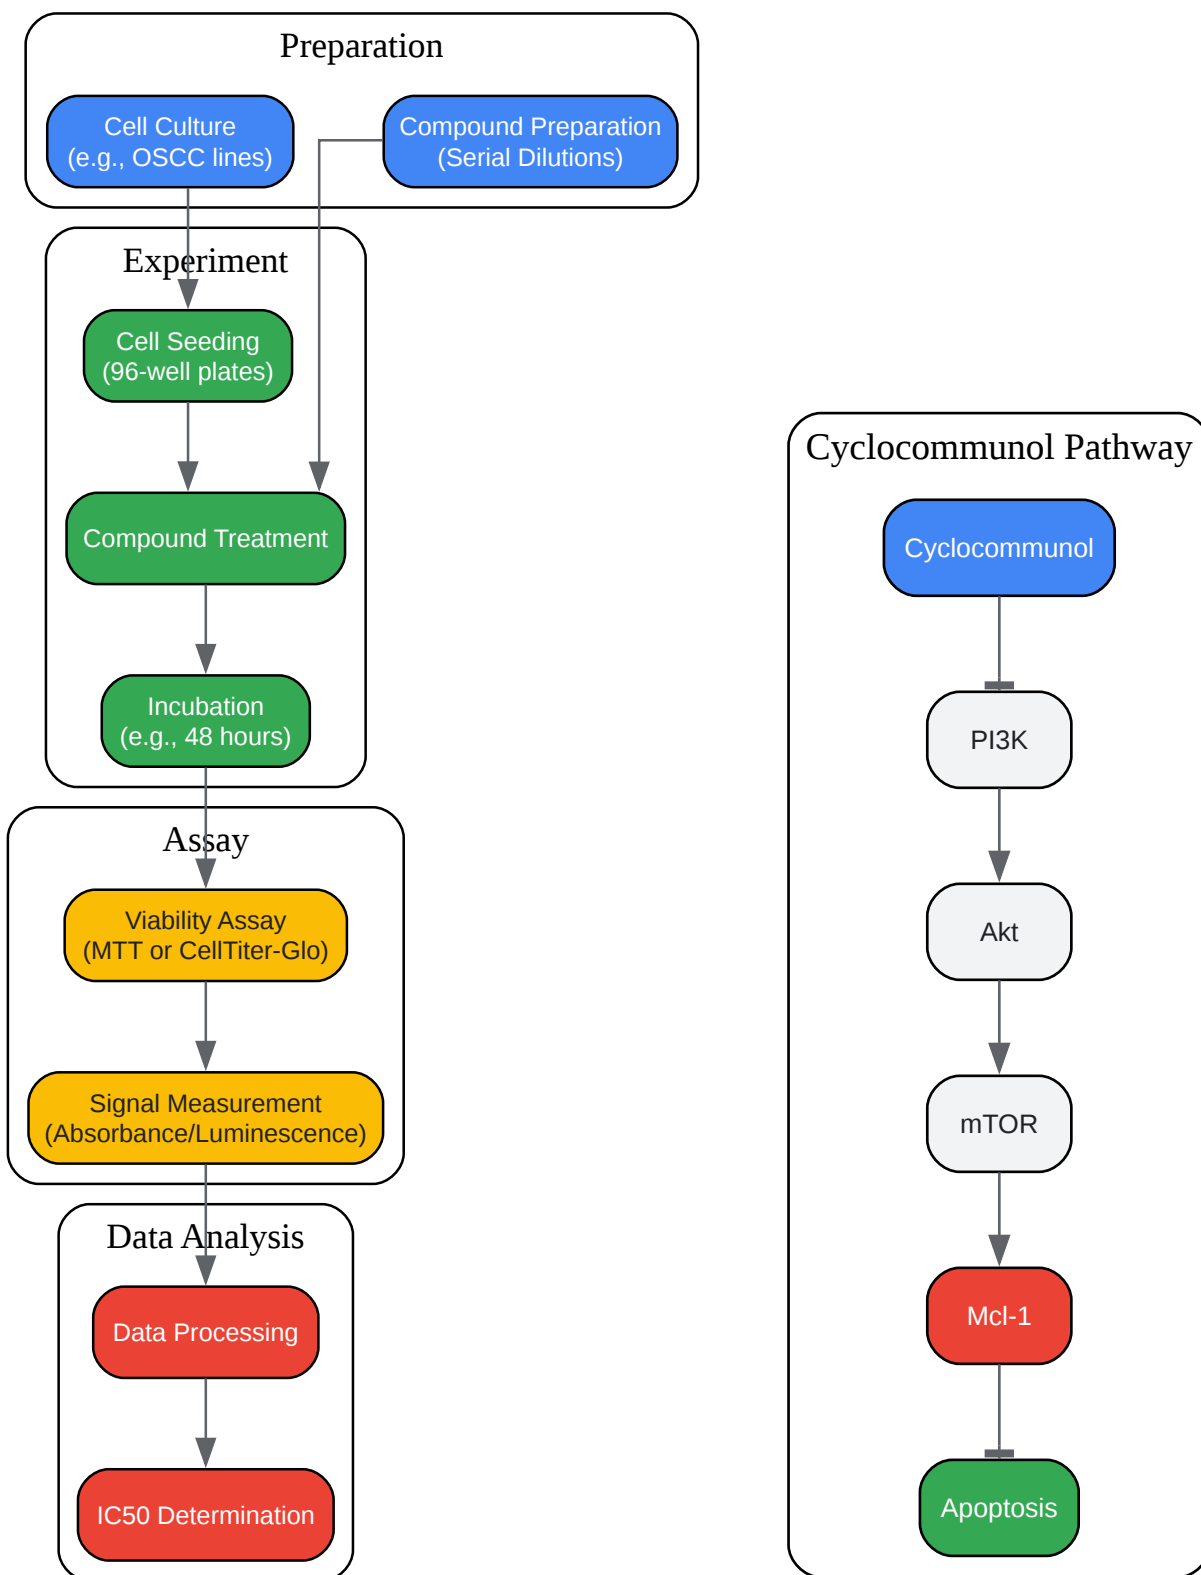 Preparation
Cell Culture
(e.g., OSCC lines)
Compound Preparation
(Serial Dilutions)
Experiment
Cell Seeding
(96-well plates)
Compound Treatment
Incubation
(e.g., 48 hours)
Assay
Viability Assay
(MTT or CellTiter-Glo)
Signal Measurement
(Absorbance/Luminescence)
Data Analysis
Data Processing
IC50 Determination
Cyclocommunol Pathway
Cyclocommunol
PI3K
Akt
mTOR
Mcl-1
Apoptosis